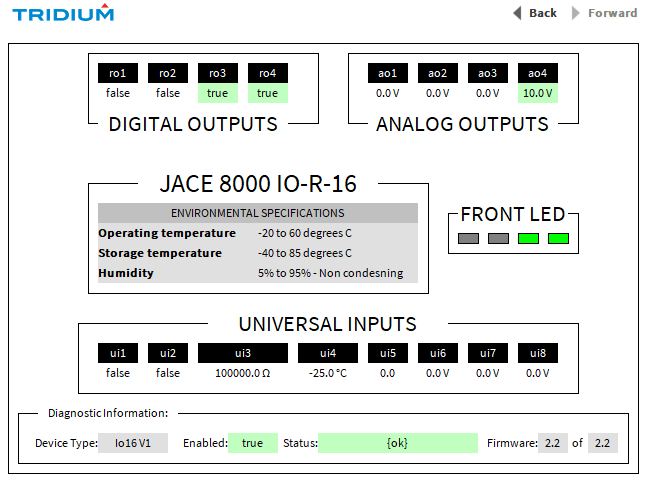 TRIDIUM
Back Forward
ro1 ro2 ro3 ro4
false false true true
DIGITAL OUTPUTS
ao1 ao2 ao3 ao4
0.0 V 0.0 V 0.0 V 10.0 V
ANALOG OUTPUTS
JACE 8000 IO-R-16
ENVIRONMENTAL SPECIFICATIONS
Operating temperature -20 to 60 degrees C
Storage temperature -40 to 85 degrees C
Humidity 5% to 95% - Non condesning
FRONT LED
UNIVERSAL INPUTS
ui1 ui2 ui3 ui4 ui5 ui6 ui7 ui8
false false 100000.0 Ω -25.0 °C 0.0 0.0 V 0.0 V 0.0 V
Diagnostic Information:
Device Type: Io16 V1 Enabled: true Status: {ok} Firmware: 2.2 of 2.2